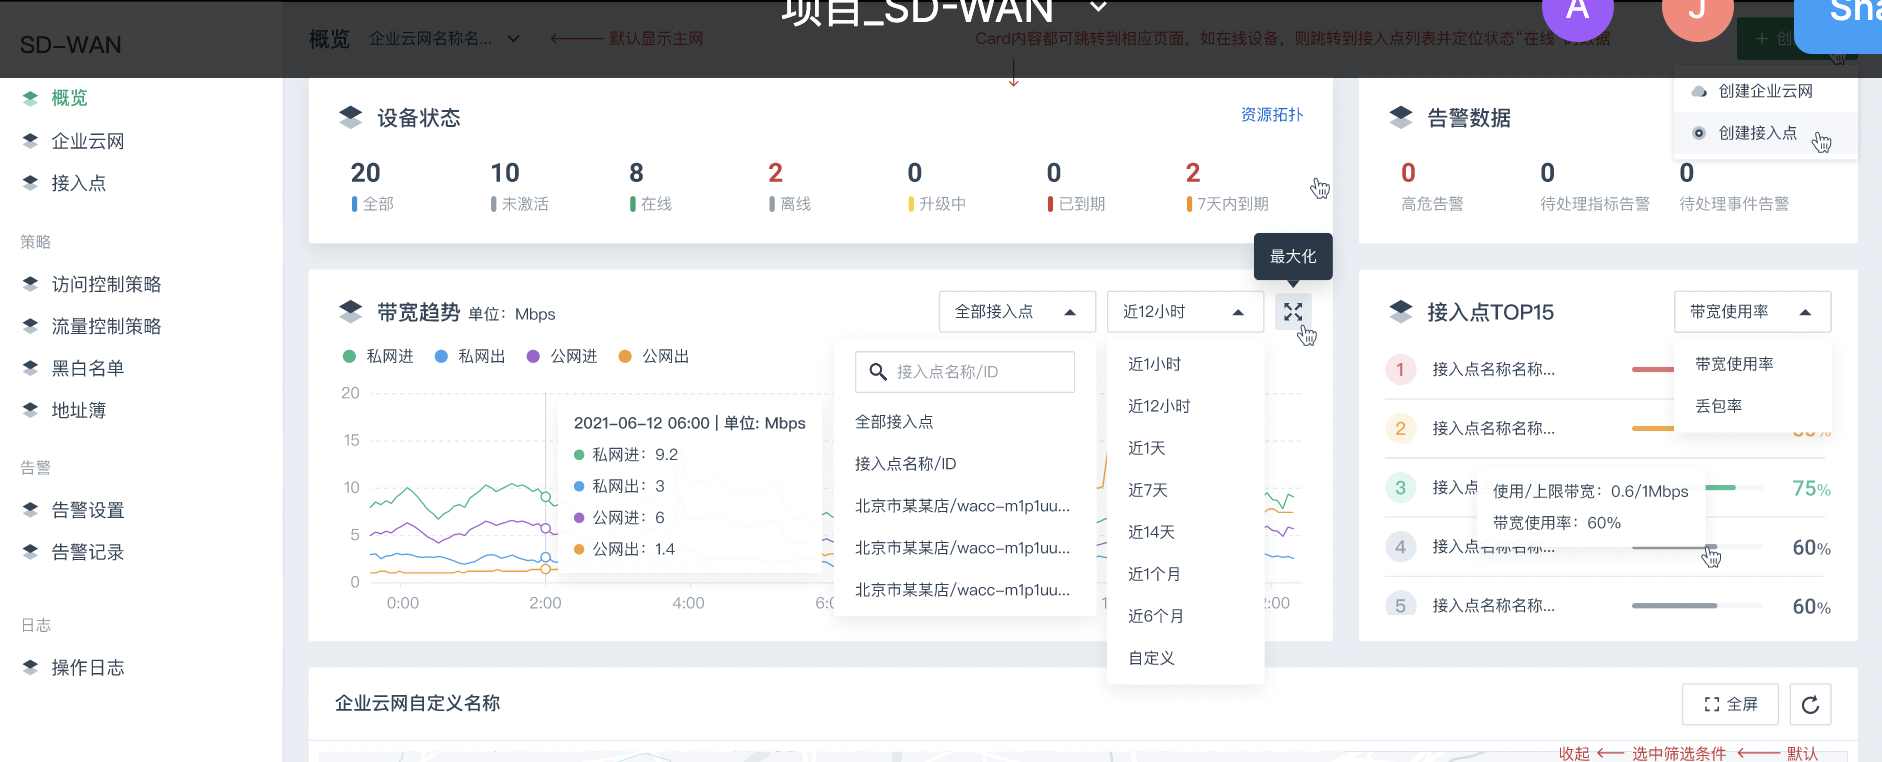 项目_SD-WAN
A
J
Sha
SD-WAN
概览
企业云网名称名...
默认显示主网
Card内容都可跳转到相应页面，如在线设备，则跳转到接入点列表并定位状态“在线”的数据
+ 创
概览
企业云网
接入点
策略
访问控制策略
流量控制策略
黑白名单
地址簿
告警
告警设置
告警记录
日志
操作日志
设备状态
资源拓扑
20 10 8 2 0 0 2
全部 未激活 在线 离线 升级中 已到期 7天内到期
告警数据
创建企业云网
创建接入点
0 0 0
高危告警 待处理指标告警 待处理事件告警
最大化
带宽趋势 单位：Mbps
全部接入点
近12小时
私网进 私网出 公网进 公网出
20
15
10
5
0
0:00 2:00 4:00 6:0 1 2:00
2021-06-12 06:00 | 单位: Mbps
私网进：9.2
私网出：3
公网进：6
公网出：1.4
接入点名称/ID
全部接入点
接入点名称/ID
北京市某某店/wacc-m1p1uu...
北京市某某店/wacc-m1p1uu...
北京市某某店/wacc-m1p1uu...
近1小时
近12小时
近1天
近7天
近14天
近1个月
近6个月
自定义
接入点TOP15
带宽使用率
带宽使用率
丢包率
1 接入点名称名称...
2 接入点名称名称...
3 接入点 75%
使用/上限带宽：0.6/1Mbps
带宽使用率：60%
4 接入点名称名称... 60%
5 接入点名称名称... 60%
企业云网自定义名称
全屏
收起 选中筛选条件 默认